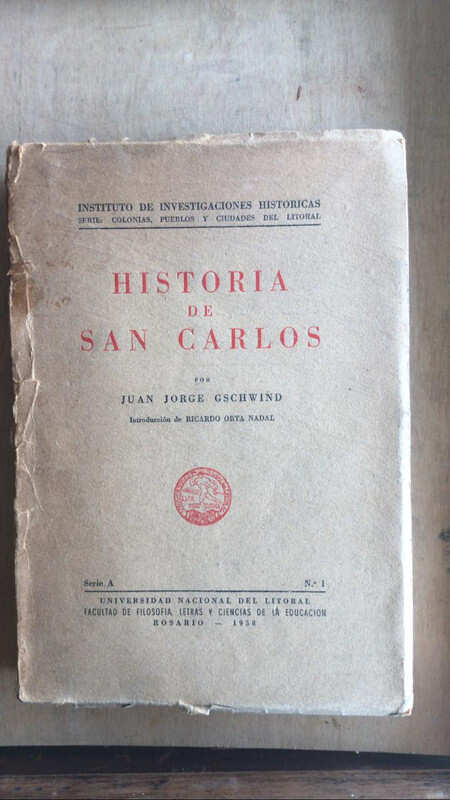 INSTITUTO DE INVESTIGACIONES HISTORICAS
SERIE: COLONIAS, PUEBLOS Y CIUDADES DEL LITORAL
HISTORIA
DE
SAN CARLOS
POR
JUAN JORGE GSCHWIÑD
Introducción de RICARDO ORTA NADAL
Serie A N.º 1
UNIVERSIDAD NACIONAL DEL LITORAL
FACULTAD DE FILOSOFIA, LETRAS Y CIENCIAS DE LA EDUCACION
ROSARIO — 1958